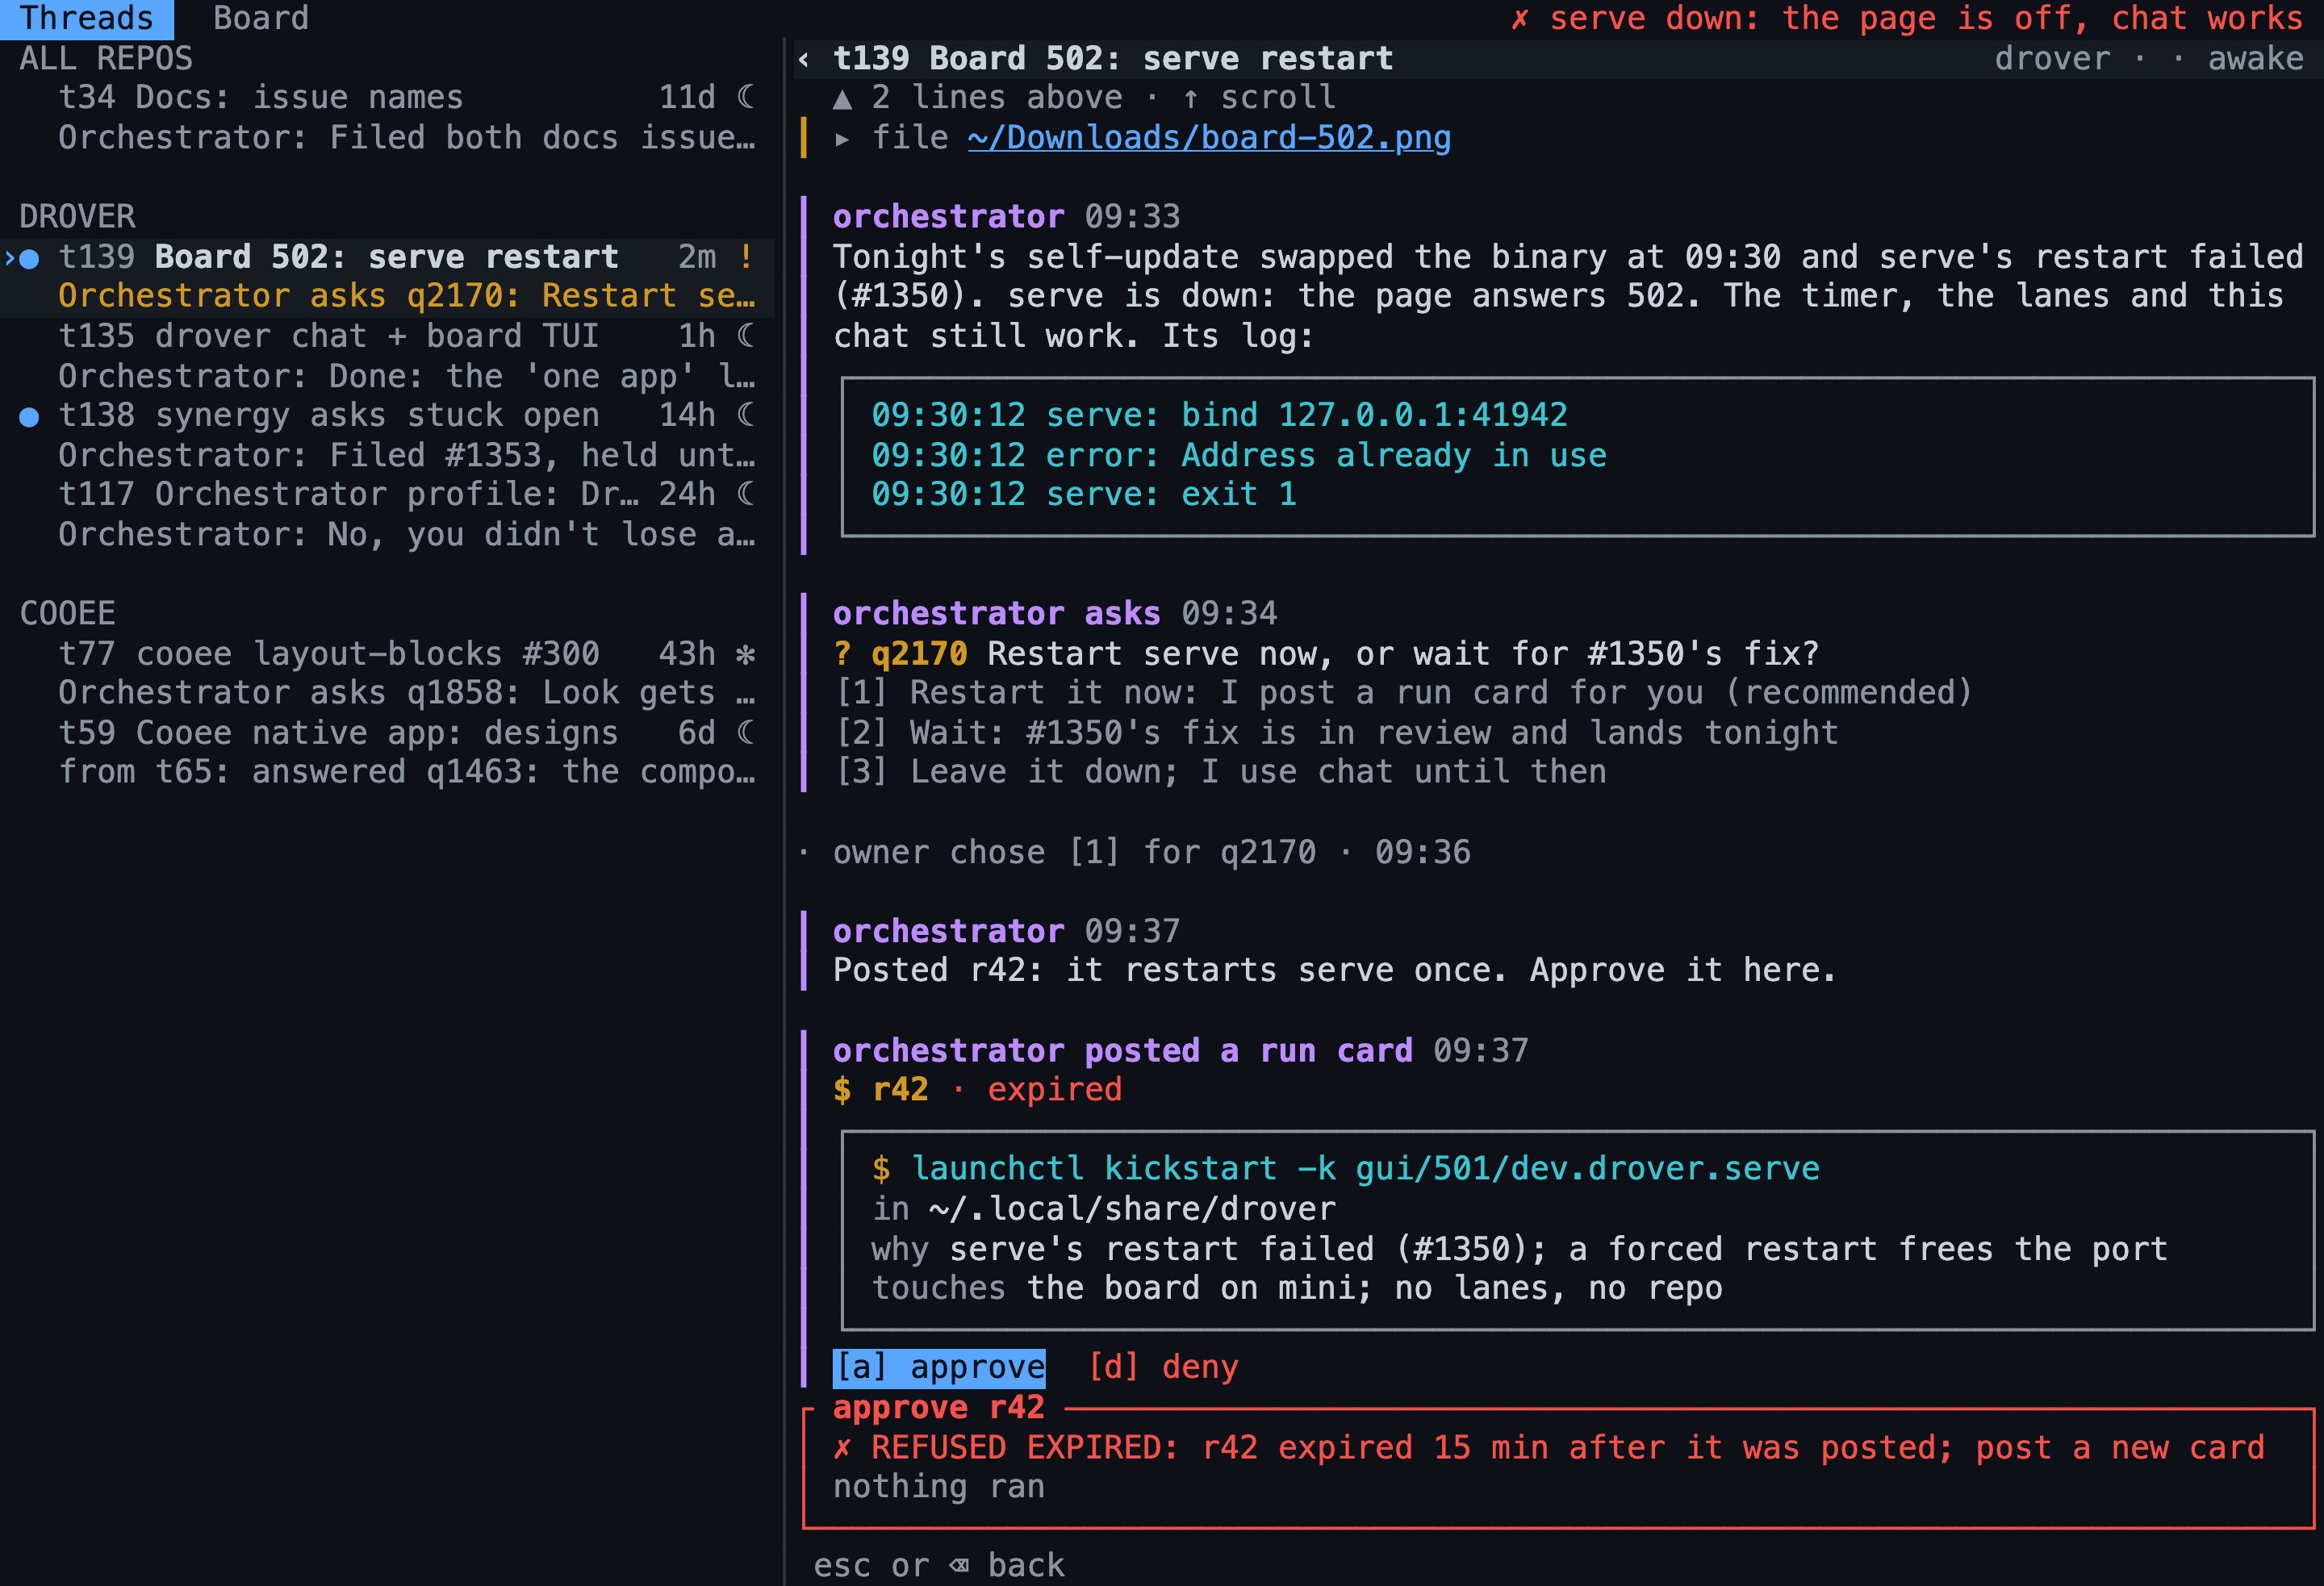 Threads Board ✗ serve down: the page is off, chat works
ALL REPOS
t34 Docs: issue names 11d ☾
Orchestrator: Filed both docs issue…
DROVER
›● t139 Board 502: serve restart 2m !
Orchestrator asks q2170: Restart se…
t135 drover chat + board TUI 1h ☾
Orchestrator: Done: the 'one app' l…
● t138 synergy asks stuck open 14h ☾
Orchestrator: Filed #1353, held unt…
t117 Orchestrator profile: Dr… 24h ☾
Orchestrator: No, you didn't lose a…
COOEE
t77 cooee layout-blocks #300 43h ✻
Orchestrator asks q1858: Look gets …
t59 Cooee native app: designs 6d ☾
from t65: answered q1463: the compo…
‹ t139 Board 502: serve restart drover · · awake
▲ 2 lines above · ↑ scroll
▸ file ~/Downloads/board-502.png
orchestrator 09:33
Tonight's self-update swapped the binary at 09:30 and serve's restart failed
(#1350). serve is down: the page answers 502. The timer, the lanes and this
chat still work. Its log:
09:30:12 serve: bind 127.0.0.1:41942
09:30:12 error: Address already in use
09:30:12 serve: exit 1
orchestrator asks 09:34
? q2170 Restart serve now, or wait for #1350's fix?
[1] Restart it now: I post a run card for you (recommended)
[2] Wait: #1350's fix is in review and lands tonight
[3] Leave it down; I use chat until then
· owner chose [1] for q2170 · 09:36
orchestrator 09:37
Posted r42: it restarts serve once. Approve it here.
orchestrator posted a run card 09:37
$ r42 · expired
$ launchctl kickstart -k gui/501/dev.drover.serve
in ~/.local/share/drover
why serve's restart failed (#1350); a forced restart frees the port
touches the board on mini; no lanes, no repo
[a] approve [d] deny
approve r42
✗ REFUSED EXPIRED: r42 expired 15 min after it was posted; post a new card
nothing ran
esc or ⌫ back